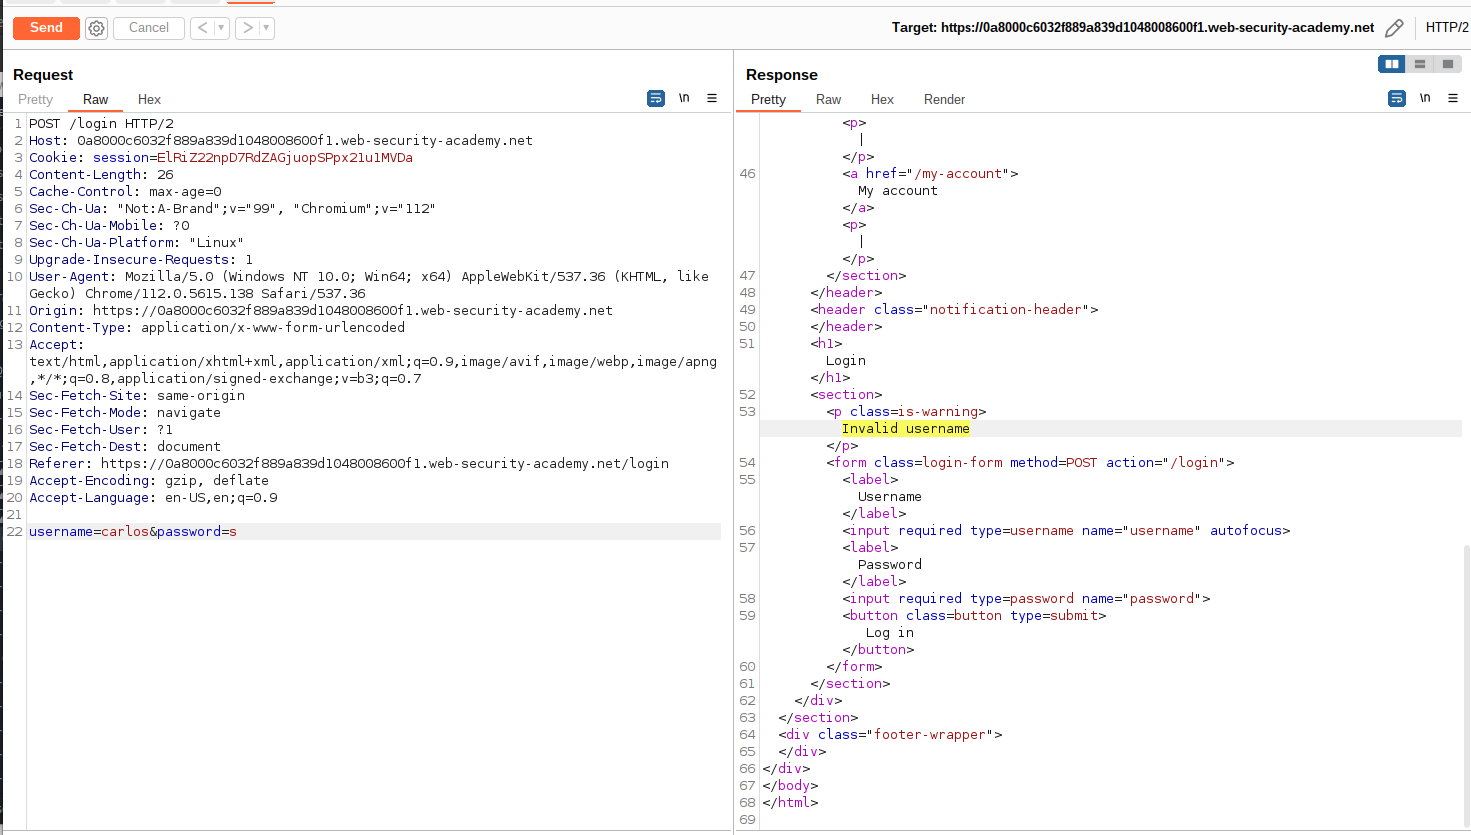 Send
Cancel
<
>
Target: https://0a8000c6032f889a839d1048008600f1.web-security-academy.net
HTTP/2
Request
Pretty
Raw
Hex
\n
1 POST /login HTTP/2
2 Host: 0a8000c6032f889a839d1048008600f1.web-security-academy.net
3 Cookie: session=ElRiZ22npD7RdZAGjuopSPpx21u1MVDa
4 Content-Length: 26
5 Cache-Control: max-age=0
6 Sec-Ch-Ua: "Not:A-Brand";v="99", "Chromium";v="112"
7 Sec-Ch-Ua-Mobile: ?0
8 Sec-Ch-Ua-Platform: "Linux"
9 Upgrade-Insecure-Requests: 1
10 User-Agent: Mozilla/5.0 (Windows NT 10.0; Win64; x64) AppleWebKit/537.36 (KHTML, like
Gecko) Chrome/112.0.5615.138 Safari/537.36
11 Origin: https://0a8000c6032f889a839d1048008600f1.web-security-academy.net
12 Content-Type: application/x-www-form-urlencoded
13 Accept:
text/html,application/xhtml+xml,application/xml;q=0.9,image/avif,image/webp,image/apng
,*/*;q=0.8,application/signed-exchange;v=b3;q=0.7
14 Sec-Fetch-Site: same-origin
15 Sec-Fetch-Mode: navigate
16 Sec-Fetch-User: ?1
17 Sec-Fetch-Dest: document
18 Referer: https://0a8000c6032f889a839d1048008600f1.web-security-academy.net/login
19 Accept-Encoding: gzip, deflate
20 Accept-Language: en-US,en;q=0.9
21
22 username=carlos&password=s
Response
Pretty
Raw
Hex
Render
\n
<p>
|
</p>
46 <a href="/my-account">
My account
</a>
<p>
|
</p>
47 </section>
48 </header>
49 <header class="notification-header">
50 </header>
51 <h1>
Login
</h1>
52 <section>
53 <p class=is-warning>
Invalid username
</p>
54 <form class=login-form method=POST action="/login">
55 <label>
Username
</label>
56 <input required type=username name="username" autofocus>
57 <label>
Password
</label>
58 <input required type=password name="password">
59 <button class=button type=submit>
Log in
</button>
60 </form>
61 </section>
62 </div>
63 </section>
64 <div class="footer-wrapper">
65 </div>
66 </div>
67 </body>
68 </html>
69